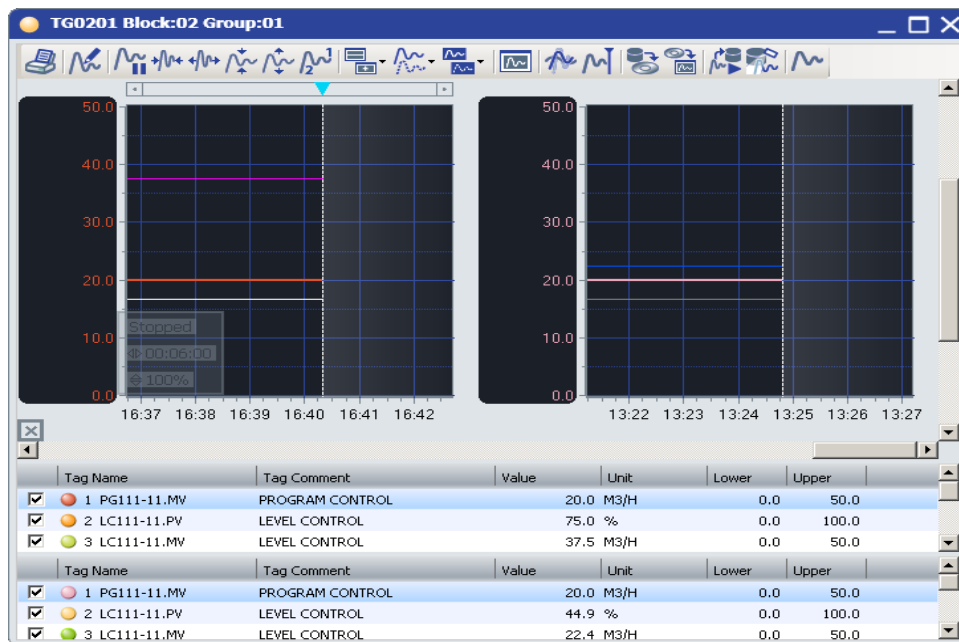 TG0201 Block:02 Group:01
50.0
40.0
30.0
20.0
10.0
0.0
Stopped
00:06:00
100%
16:37 16:38 16:39 16:40 16:41 16:42
50.0
40.0
30.0
20.0
10.0
0.0
13:22 13:23 13:24 13:25 13:26 13:27
Tag Name Tag Comment Value Unit Lower Upper
1 PG111-11.MV PROGRAM CONTROL 20.0 M3/H 0.0 50.0
2 LC111-11.PV LEVEL CONTROL 75.0 % 0.0 100.0
3 LC111-11.MV LEVEL CONTROL 37.5 M3/H 0.0 50.0
Tag Name Tag Comment Value Unit Lower Upper
1 PG111-11.MV PROGRAM CONTROL 20.0 M3/H 0.0 50.0
2 LC111-11.PV LEVEL CONTROL 44.9 % 0.0 100.0
3 LC111-11.MV LEVEL CONTROL 22.4 M3/H 0.0 50.0